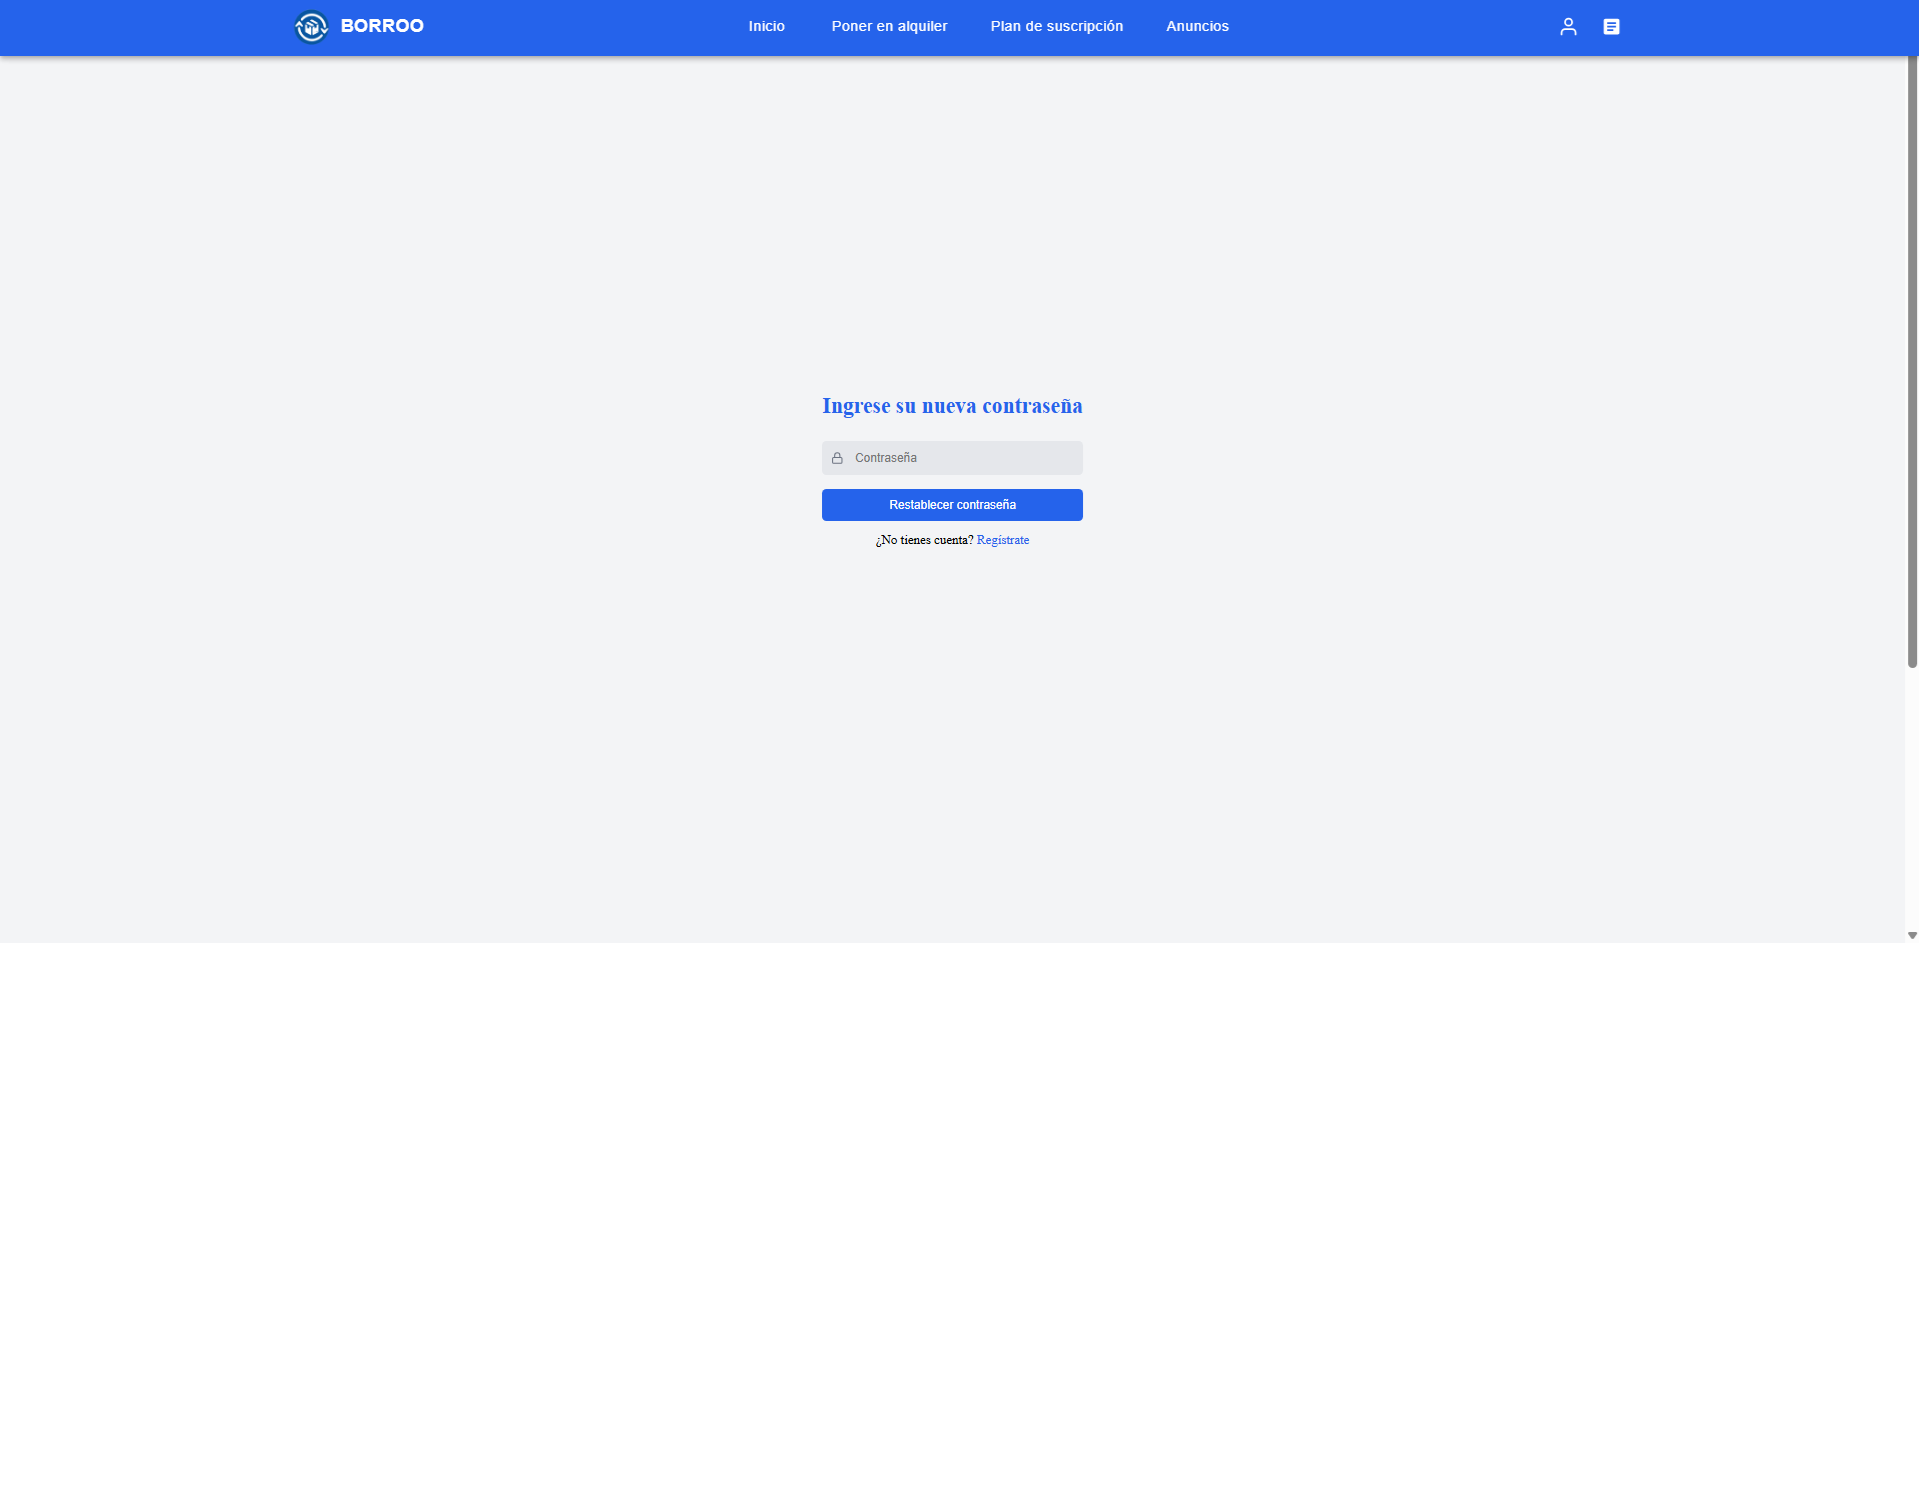 BORROO
Inicio Poner en alquiler Plan de suscripción Anuncios
Ingrese su nueva contraseña
Contraseña
Restablecer contraseña
¿No tienes cuenta? Regístrate